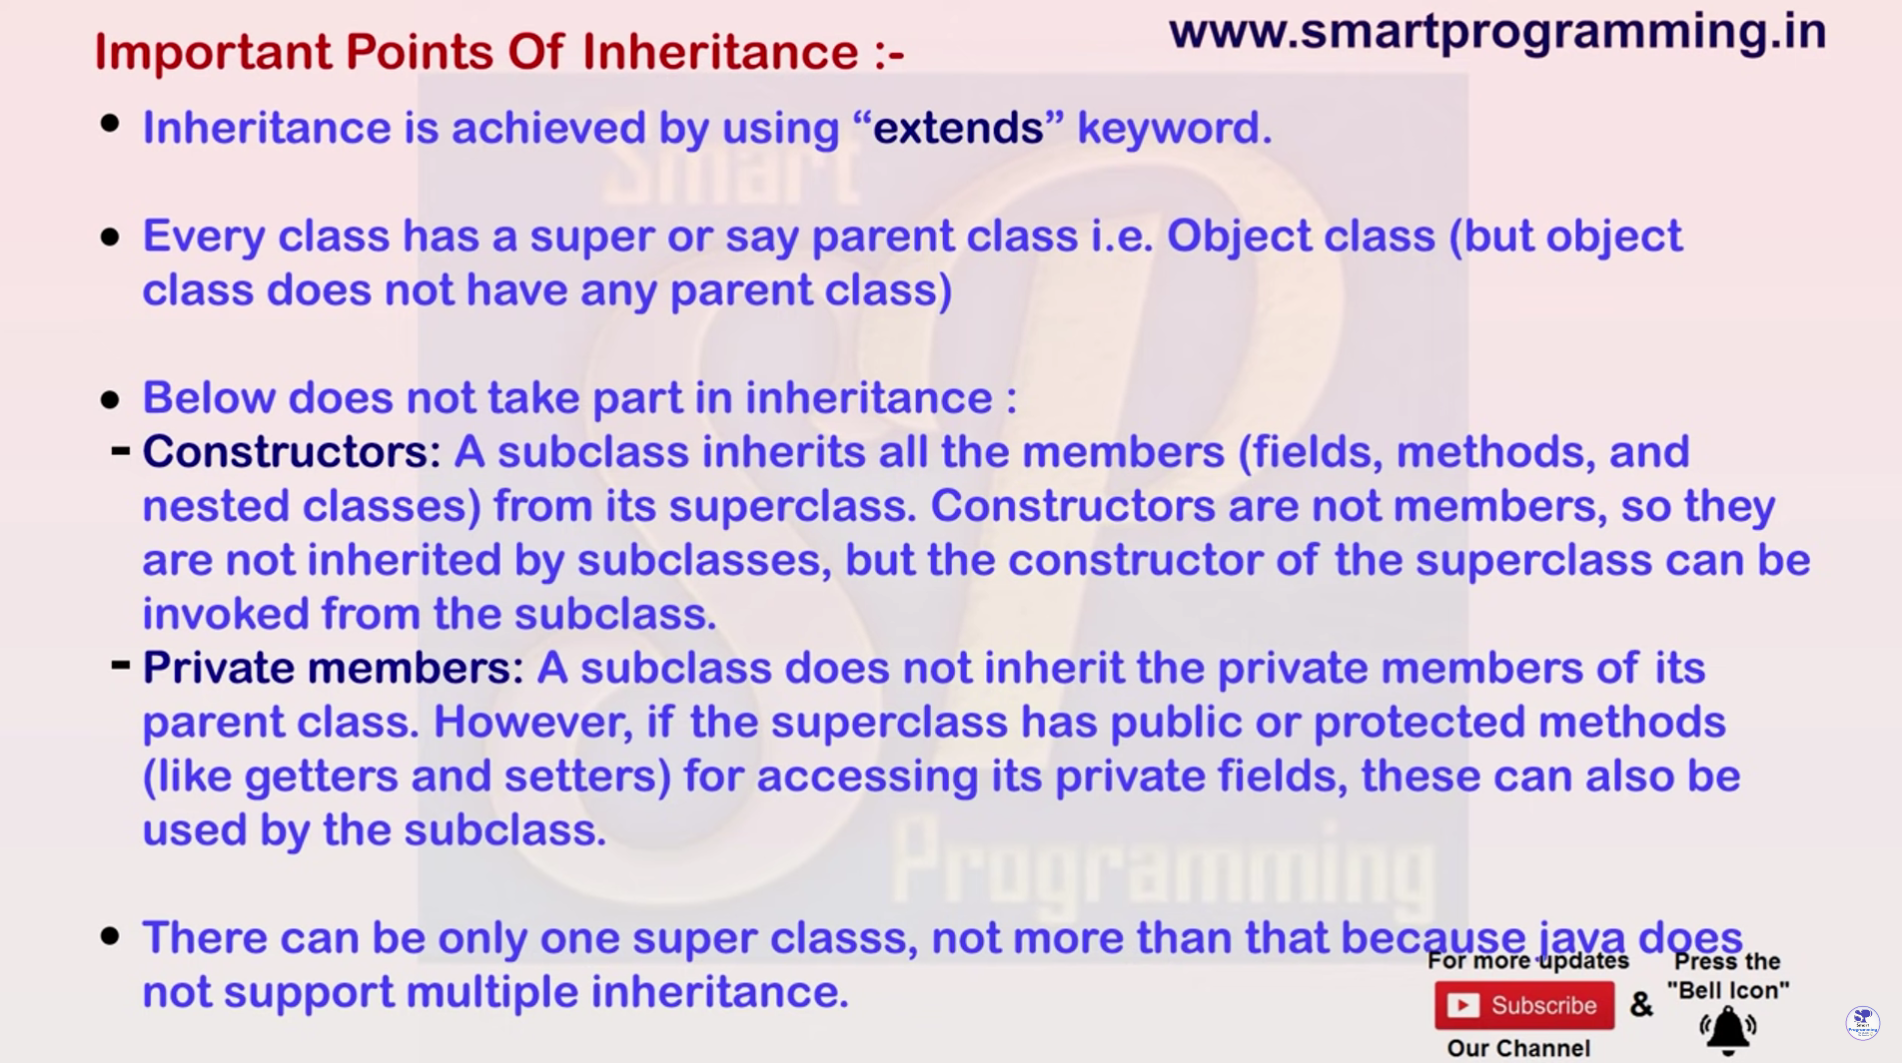 www.smartprogramming.in
Important Points Of Inheritance :-
• Inheritance is achieved by using “extends” keyword.
• Every class has a super or say parent class i.e. Object class (but object
class does not have any parent class)
• Below does not take part in inheritance :
- Constructors: A subclass inherits all the members (fields, methods, and
nested classes) from its superclass. Constructors are not members, so they
are not inherited by subclasses, but the constructor of the superclass can be
invoked from the subclass.
- Private members: A subclass does not inherit the private members of its
parent class. However, if the superclass has public or protected methods
(like getters and setters) for accessing its private fields, these can also be
used by the subclass.
• There can be only one super classs, not more than that because java does
not support multiple inheritance.
Smart
SP
Programming
For more updates
Subscribe
Our Channel
&
Press the
"Bell Icon"
Smart
Programming